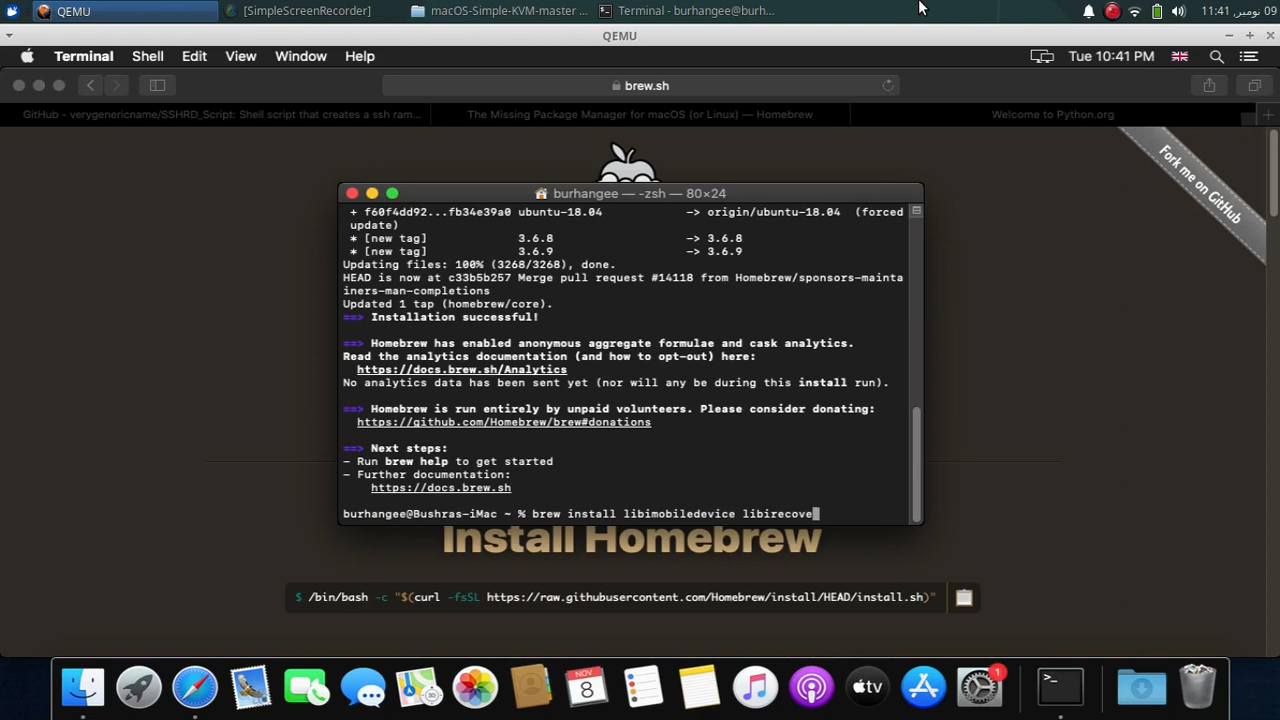 QEMU
[SimpleScreenRecorder]
macOS-Simple-KVM-master ...
Terminal - burhangee@burh...
09 نومبر, 11:41
QEMU
Terminal Shell Edit View Window Help
Tue 10:41 PM
brew.sh
GitHub - verygenericname/SSHRD_Script: Shell script that creates a ssh ram...
The Missing Package Manager for macOS (or Linux) — Homebrew
Welcome to Python.org
Fork me on GitHub
burhangee — -zsh — 80×24
+ f60f4dd92...fb34e39a0 ubuntu-18.04 -> origin/ubuntu-18.04 (forced
update)
* [new tag] 3.6.8 -> 3.6.8
* [new tag] 3.6.9 -> 3.6.9
Updating files: 100% (3268/3268), done.
HEAD is now at c33b5b257 Merge pull request #14118 from Homebrew/sponsors-mainta
iners-man-completions
Updated 1 tap (homebrew/core).
==> Installation successful!
==> Homebrew has enabled anonymous aggregate formulae and cask analytics.
Read the analytics documentation (and how to opt-out) here:
https://docs.brew.sh/Analytics
No analytics data has been sent yet (nor will any be during this install run).
==> Homebrew is run entirely by unpaid volunteers. Please consider donating:
https://github.com/Homebrew/brew#donations
==> Next steps:
- Run brew help to get started
- Further documentation:
https://docs.brew.sh
burhangee@Bushras-iMac ~ % brew install libimobiledevice libirecove
Install Homebrew
$ /bin/bash -c "$(curl -fsSL https://raw.githubusercontent.com/Homebrew/install/HEAD/install.sh)"
NOV
8
tv
1